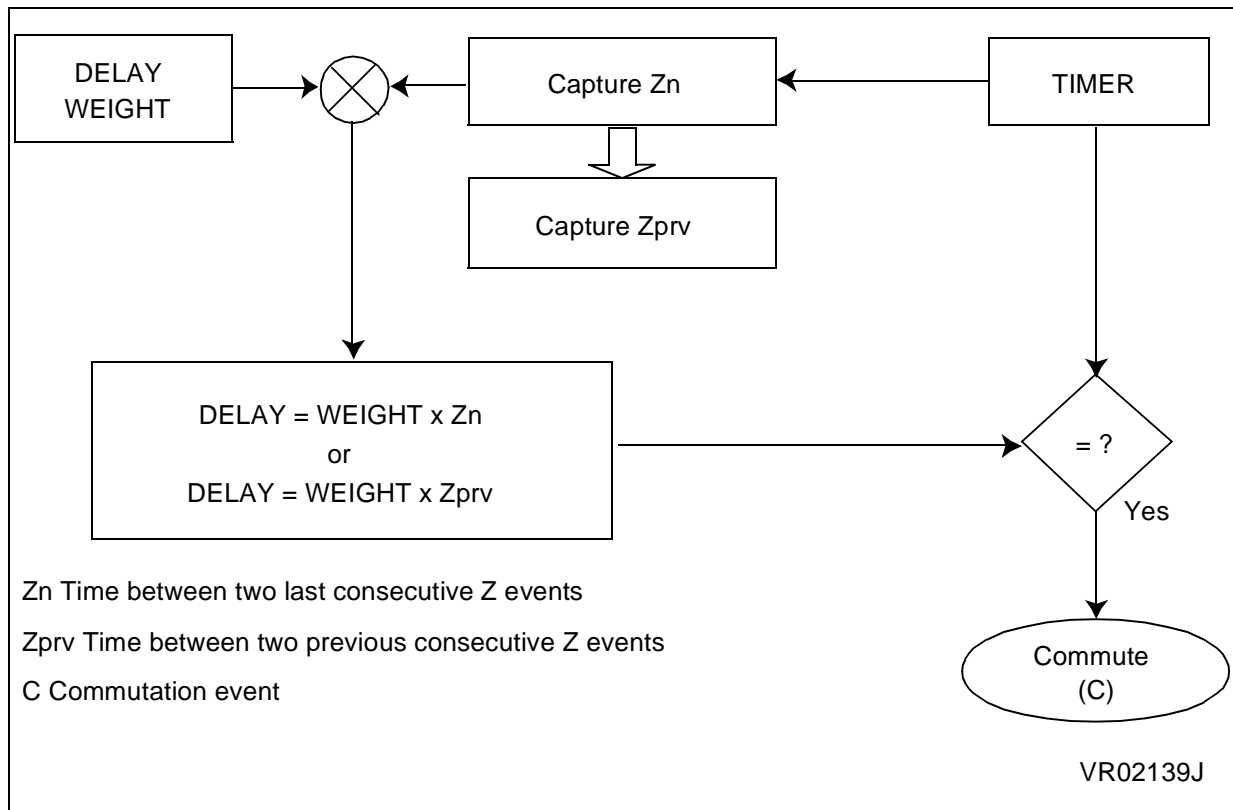 DELAY
WEIGHT
Capture Zn
TIMER
Capture Zprv
DELAY = WEIGHT x Zn
or
DELAY = WEIGHT x Zprv
= ?
Yes
Zn Time between two last consecutive Z events
Zprv Time between two previous consecutive Z events
C Commutation event
Commute
(C)
VR02139J